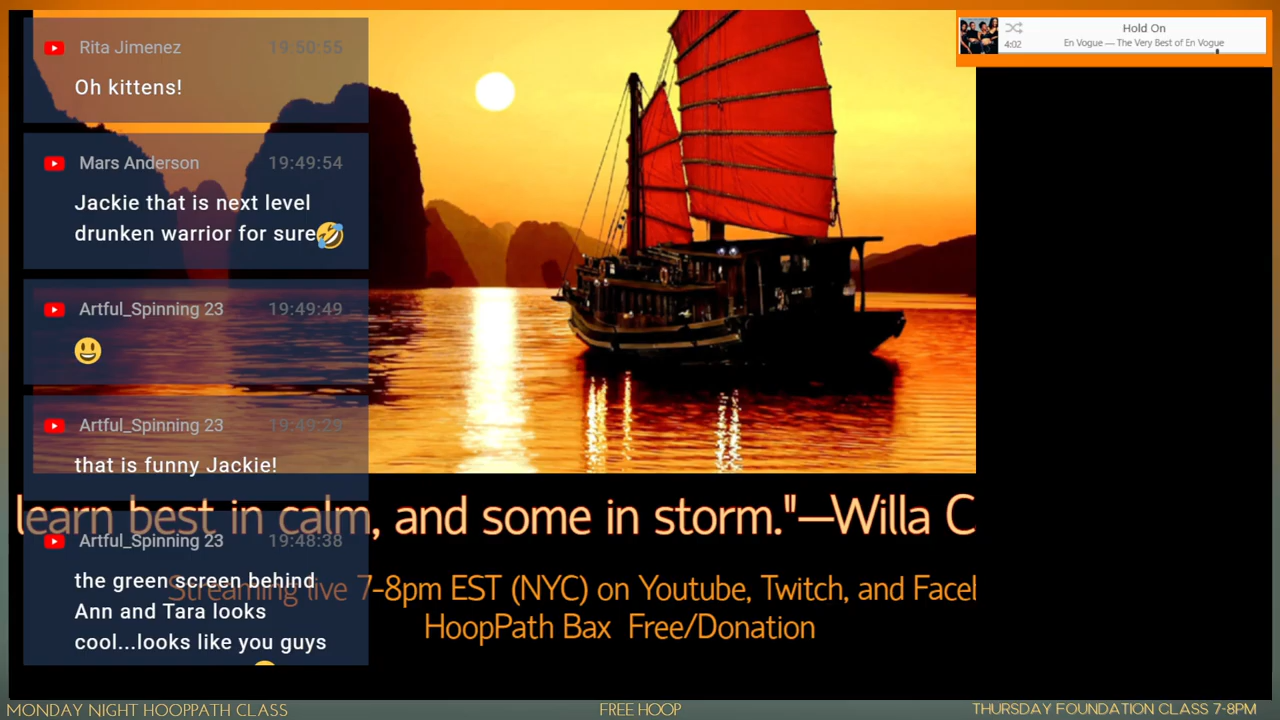 Rita Jimenez 19:50:55
Oh kittens!
Mars Anderson 19:49:54
Jackie that is next level
drunken warrior for sure🤣
Artful_Spinning 23 19:49:49
😃
Artful_Spinning 23 19:49:29
that is funny Jackie!
Artful_Spinning 23 19:48:38
the green screen behind
Ann and Tara looks
cool...looks like you guys
Hold On
4:02 En Vogue — The Very Best of En Vogue
learn best in calm, and some in storm."—Willa C
Streaming live 7-8pm EST (NYC) on Youtube, Twitch, and Faceb
HoopPath Bax Free/Donation
MONDAY NIGHT HOOPPATH CLASS
FREE HOOP
THURSDAY FOUNDATION CLASS 7-8PM